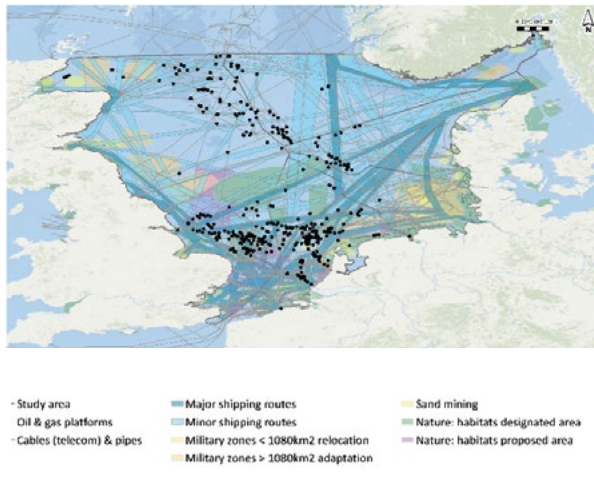 N
Study area
Oil & gas platforms
Cables (telecom) & pipes
Major shipping routes
Minor shipping routes
Military zones < 1080km2 relocation
Military zones > 1080km2 adaptation
Sand mining
Nature: habitats designated area
Nature: habitats proposed area